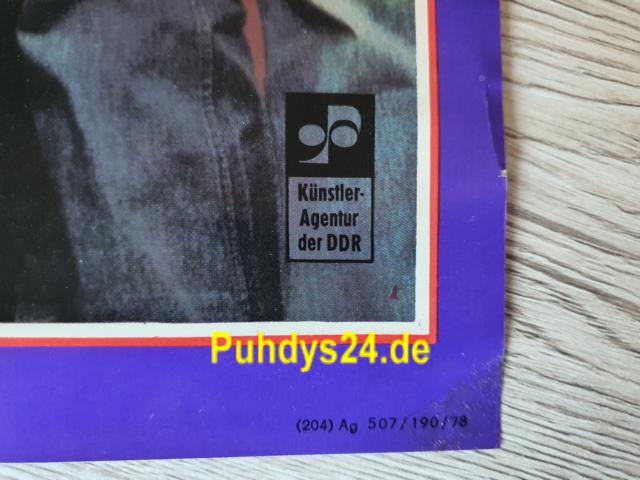 Künstler-
Agentur
der DDR
Puhdys24.de
(204) Ag 507/190/78